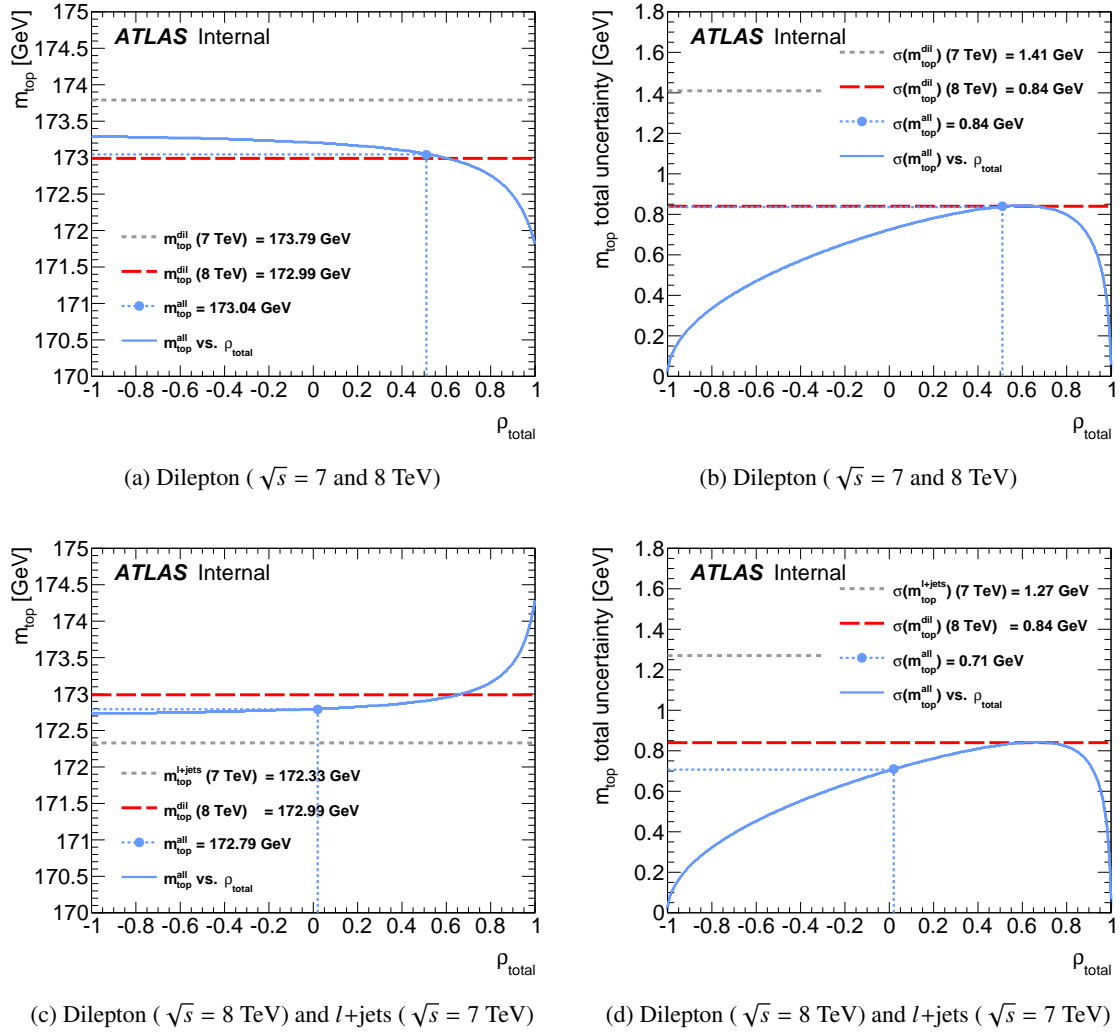 m_top [GeV]
175
174.5
174
173.5
173
172.5
172
171.5
171
170.5
170
ATLAS Internal
m_top^dil (7 TeV) = 173.79 GeV
m_top^dil (8 TeV) = 172.99 GeV
m_top^all = 173.04 GeV
m_top^all vs. ρ_total
-1 -0.8 -0.6 -0.4 -0.2 0 0.2 0.4 0.6 0.8 1
ρ_total
(a) Dilepton (√s = 7 and 8 TeV)
m_top total uncertainty [GeV]
1.8
1.6
1.4
1.2
1
0.8
0.6
0.4
0.2
0
ATLAS Internal
σ(m_top^dil) (7 TeV) = 1.41 GeV
σ(m_top^dil) (8 TeV) = 0.84 GeV
σ(m_top^all) = 0.84 GeV
σ(m_top^all) vs. ρ_total
-1 -0.8 -0.6 -0.4 -0.2 0 0.2 0.4 0.6 0.8 1
ρ_total
(b) Dilepton (√s = 7 and 8 TeV)
m_top [GeV]
175
174.5
174
173.5
173
172.5
172
171.5
171
170.5
170
ATLAS Internal
m_top^l+jets (7 TeV) = 172.33 GeV
m_top^dil (8 TeV) = 172.99 GeV
m_top^all = 172.79 GeV
m_top^all vs. ρ_total
-1 -0.8 -0.6 -0.4 -0.2 0 0.2 0.4 0.6 0.8 1
ρ_total
(c) Dilepton (√s = 8 TeV) and l+jets (√s = 7 TeV)
m_top total uncertainty [GeV]
1.8
1.6
1.4
1.2
1
0.8
0.6
0.4
0.2
0
ATLAS Internal
σ(m_top^l+jets) (7 TeV) = 1.27 GeV
σ(m_top^dil) (8 TeV) = 0.84 GeV
σ(m_top^all) = 0.71 GeV
σ(m_top^all) vs. ρ_total
-1 -0.8 -0.6 -0.4 -0.2 0 0.2 0.4 0.6 0.8 1
ρ_total
(d) Dilepton (√s = 8 TeV) and l+jets (√s = 7 TeV)